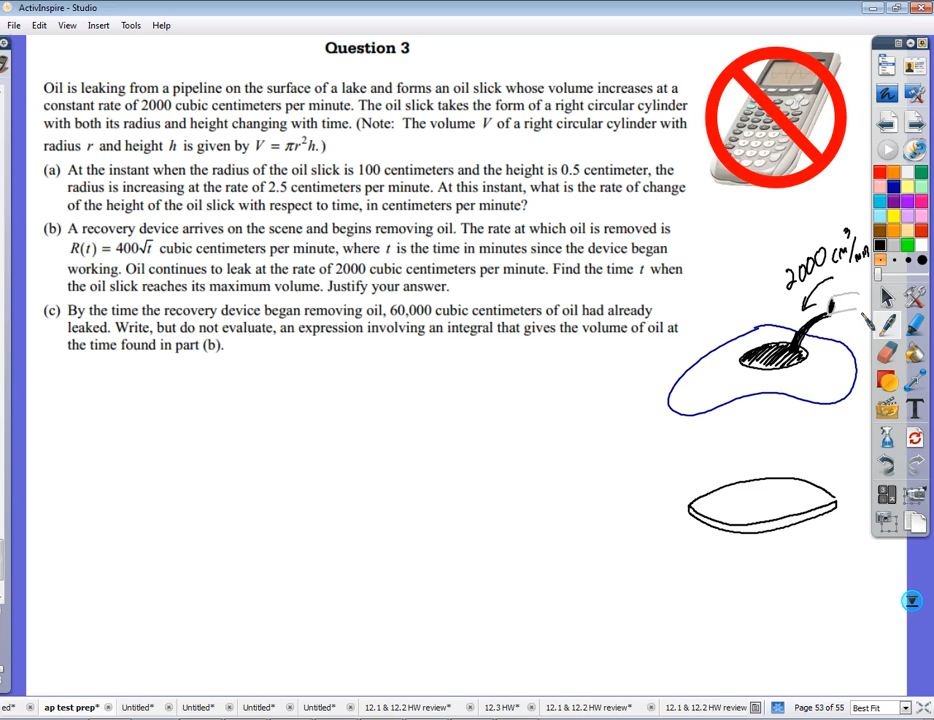 ActivInspire - Studio
File Edit View Insert Tools Help
Question 3
Oil is leaking from a pipeline on the surface of a lake and forms an oil slick whose volume increases at a
constant rate of 2000 cubic centimeters per minute. The oil slick takes the form of a right circular cylinder
with both its radius and height changing with time. (Note: The volume V of a right circular cylinder with
radius r and height h is given by V = πr²h.)
(a) At the instant when the radius of the oil slick is 100 centimeters and the height is 0.5 centimeter, the
radius is increasing at the rate of 2.5 centimeters per minute. At this instant, what is the rate of change
of the height of the oil slick with respect to time, in centimeters per minute?
(b) A recovery device arrives on the scene and begins removing oil. The rate at which oil is removed is
R(t) = 400√t cubic centimeters per minute, where t is the time in minutes since the device began
working. Oil continues to leak at the rate of 2000 cubic centimeters per minute. Find the time t when
the oil slick reaches its maximum volume. Justify your answer.
(c) By the time the recovery device began removing oil, 60,000 cubic centimeters of oil had already
leaked. Write, but do not evaluate, an expression involving an integral that gives the volume of oil at
the time found in part (b).
2000 cm³/min
T
ed* ap test prep* Untitled* Untitled* Untitled* Untitled* 12.1 & 12.2 HW review* 12.3 HW* 12.1 & 12.2 HW review* 12.1 & 12.2 HW review Page 53 of 55 Best Fit